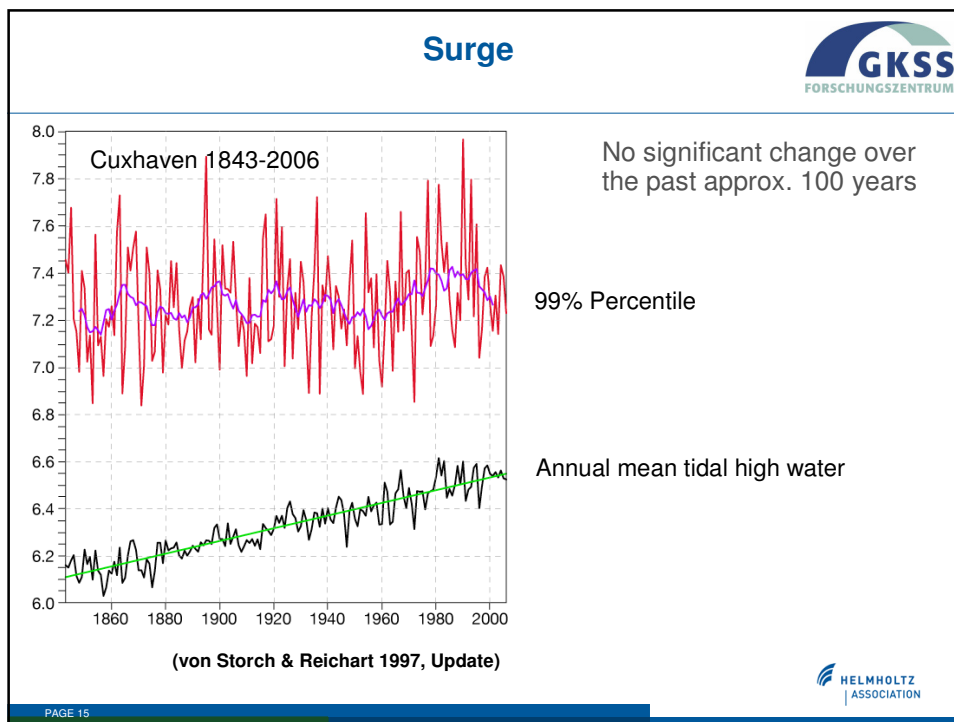 Surge
GKSS
FORSCHUNGSZENTRUM
8.0
7.8
7.6
7.4
7.2
7.0
6.8
6.6
6.4
6.2
6.0
Cuxhaven 1843-2006
1860 1880 1900 1920 1940 1960 1980 2000
No significant change over
the past approx. 100 years
99% Percentile
Annual mean tidal high water
(von Storch & Reichart 1997, Update)
HELMHOLTZ
ASSOCIATION
PAGE 15